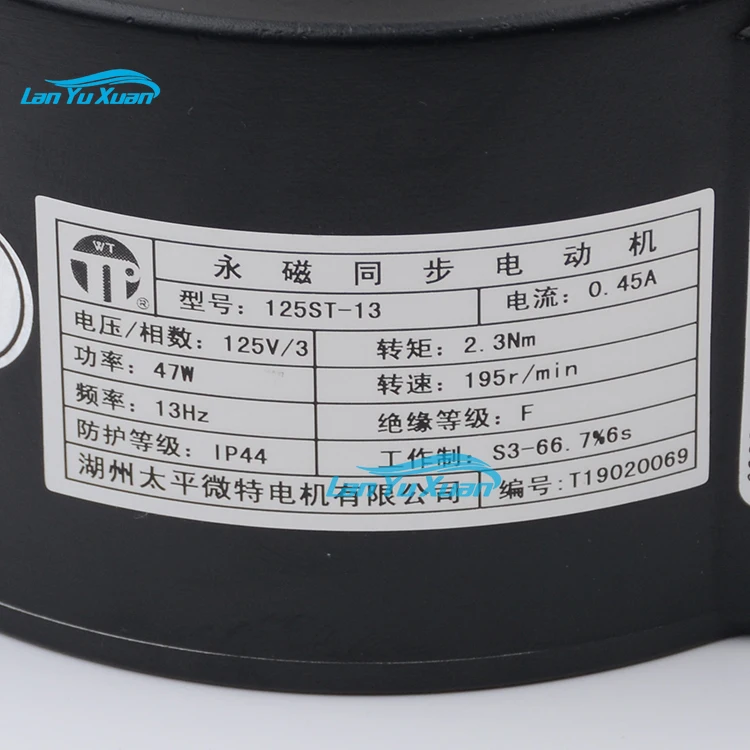 Lan Yu Xuan
WT
TP
®
永磁同步电动机
型号: 125ST-13
电流: 0.45A
电压/相数: 125V/3
转矩: 2.3Nm
功率: 47W
转速: 195r/min
频率: 13Hz
绝缘等级: F
防护等级: IP44
工作制: S3-66.7%6s
湖州太平微特电机有限公司
编号:T19020069
Lan Yu Xuan